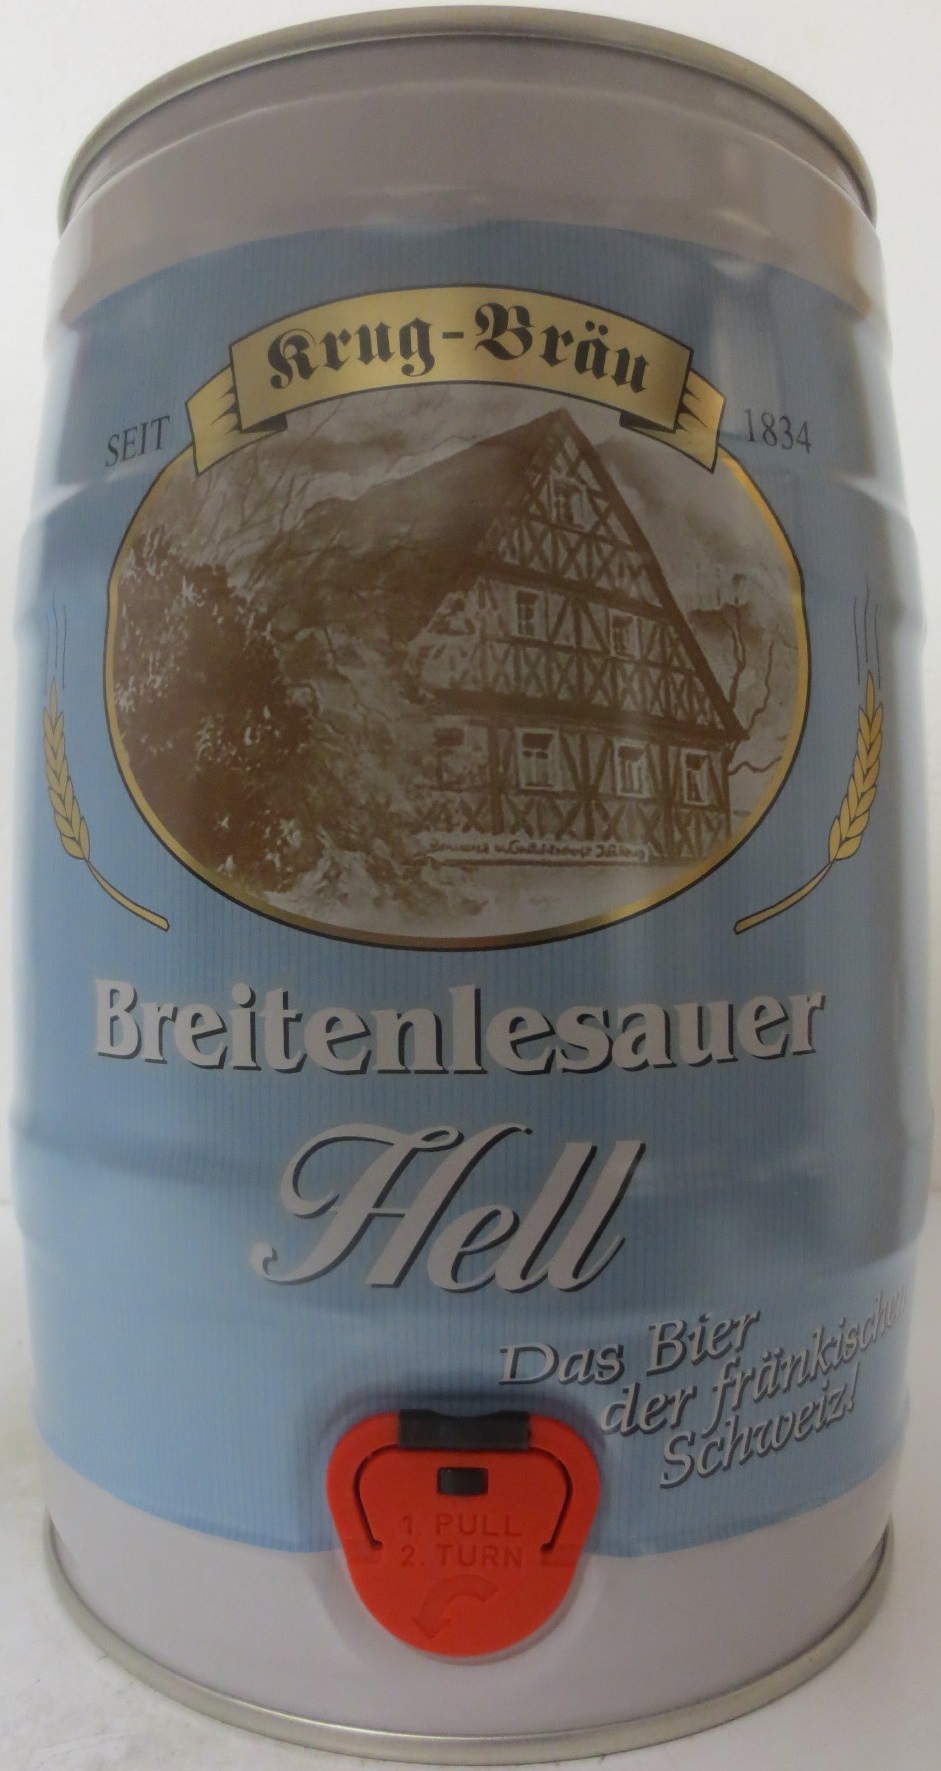 Krug-Bräu
SEIT 1834
Breitenlesauer
Hell
Das Bier
der fränkischen
Schweiz!
1. PULL
2. TURN